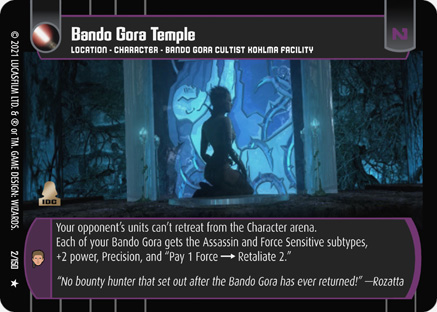 Bando Gora Temple
LOCATION - CHARACTER - BANDO GORA CULTIST KOHLMA FACILITY
N
© 2021 LUCASFILM LTD. & ® OR TM. GAME DESIGN: WIZARDS.
2/150
IDC
Your opponent's units can't retreat from the Character arena.
Each of your Bando Gora gets the Assassin and Force Sensitive subtypes,
+2 power, Precision, and "Pay 1 Force → Retaliate 2."
"No bounty hunter that set out after the Bando Gora has ever returned!" —Rozatta